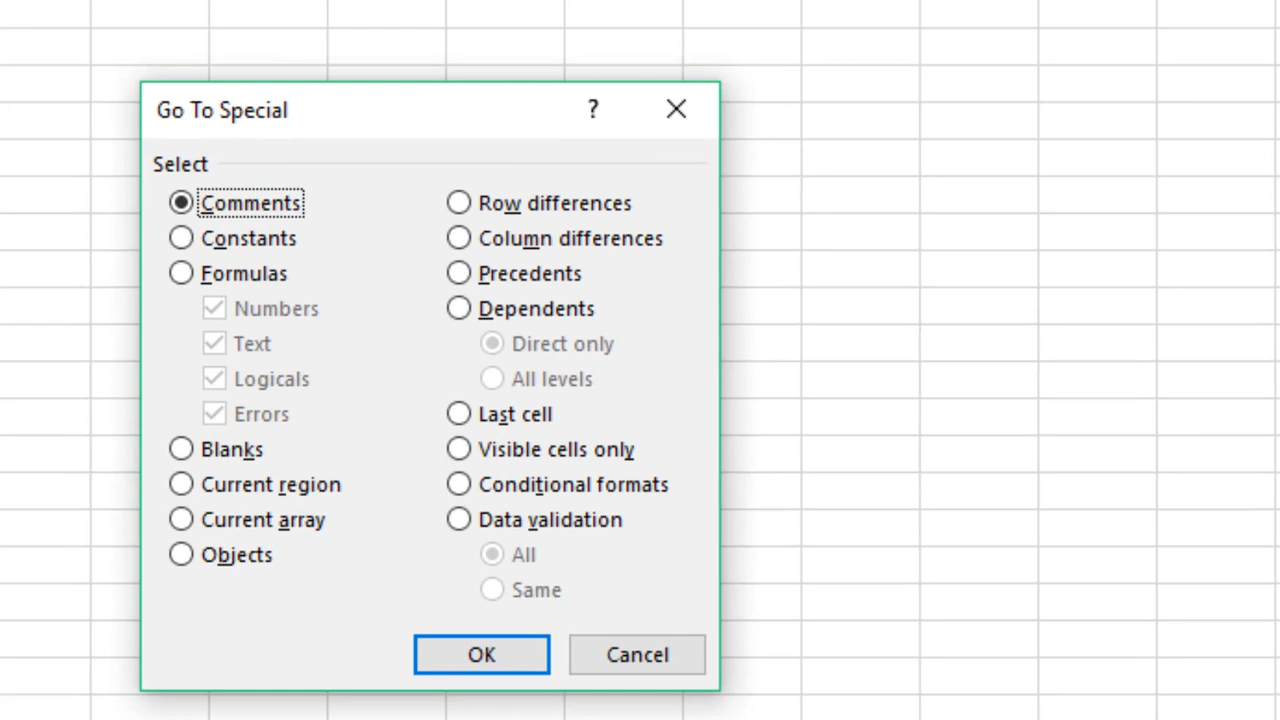 Go To Special
?
Select
Comments
Constants
Formulas
Numbers
Text
Logicals
Errors
Blanks
Current region
Current array
Objects
Row differences
Column differences
Precedents
Dependents
Direct only
All levels
Last cell
Visible cells only
Conditional formats
Data validation
All
Same
OK
Cancel